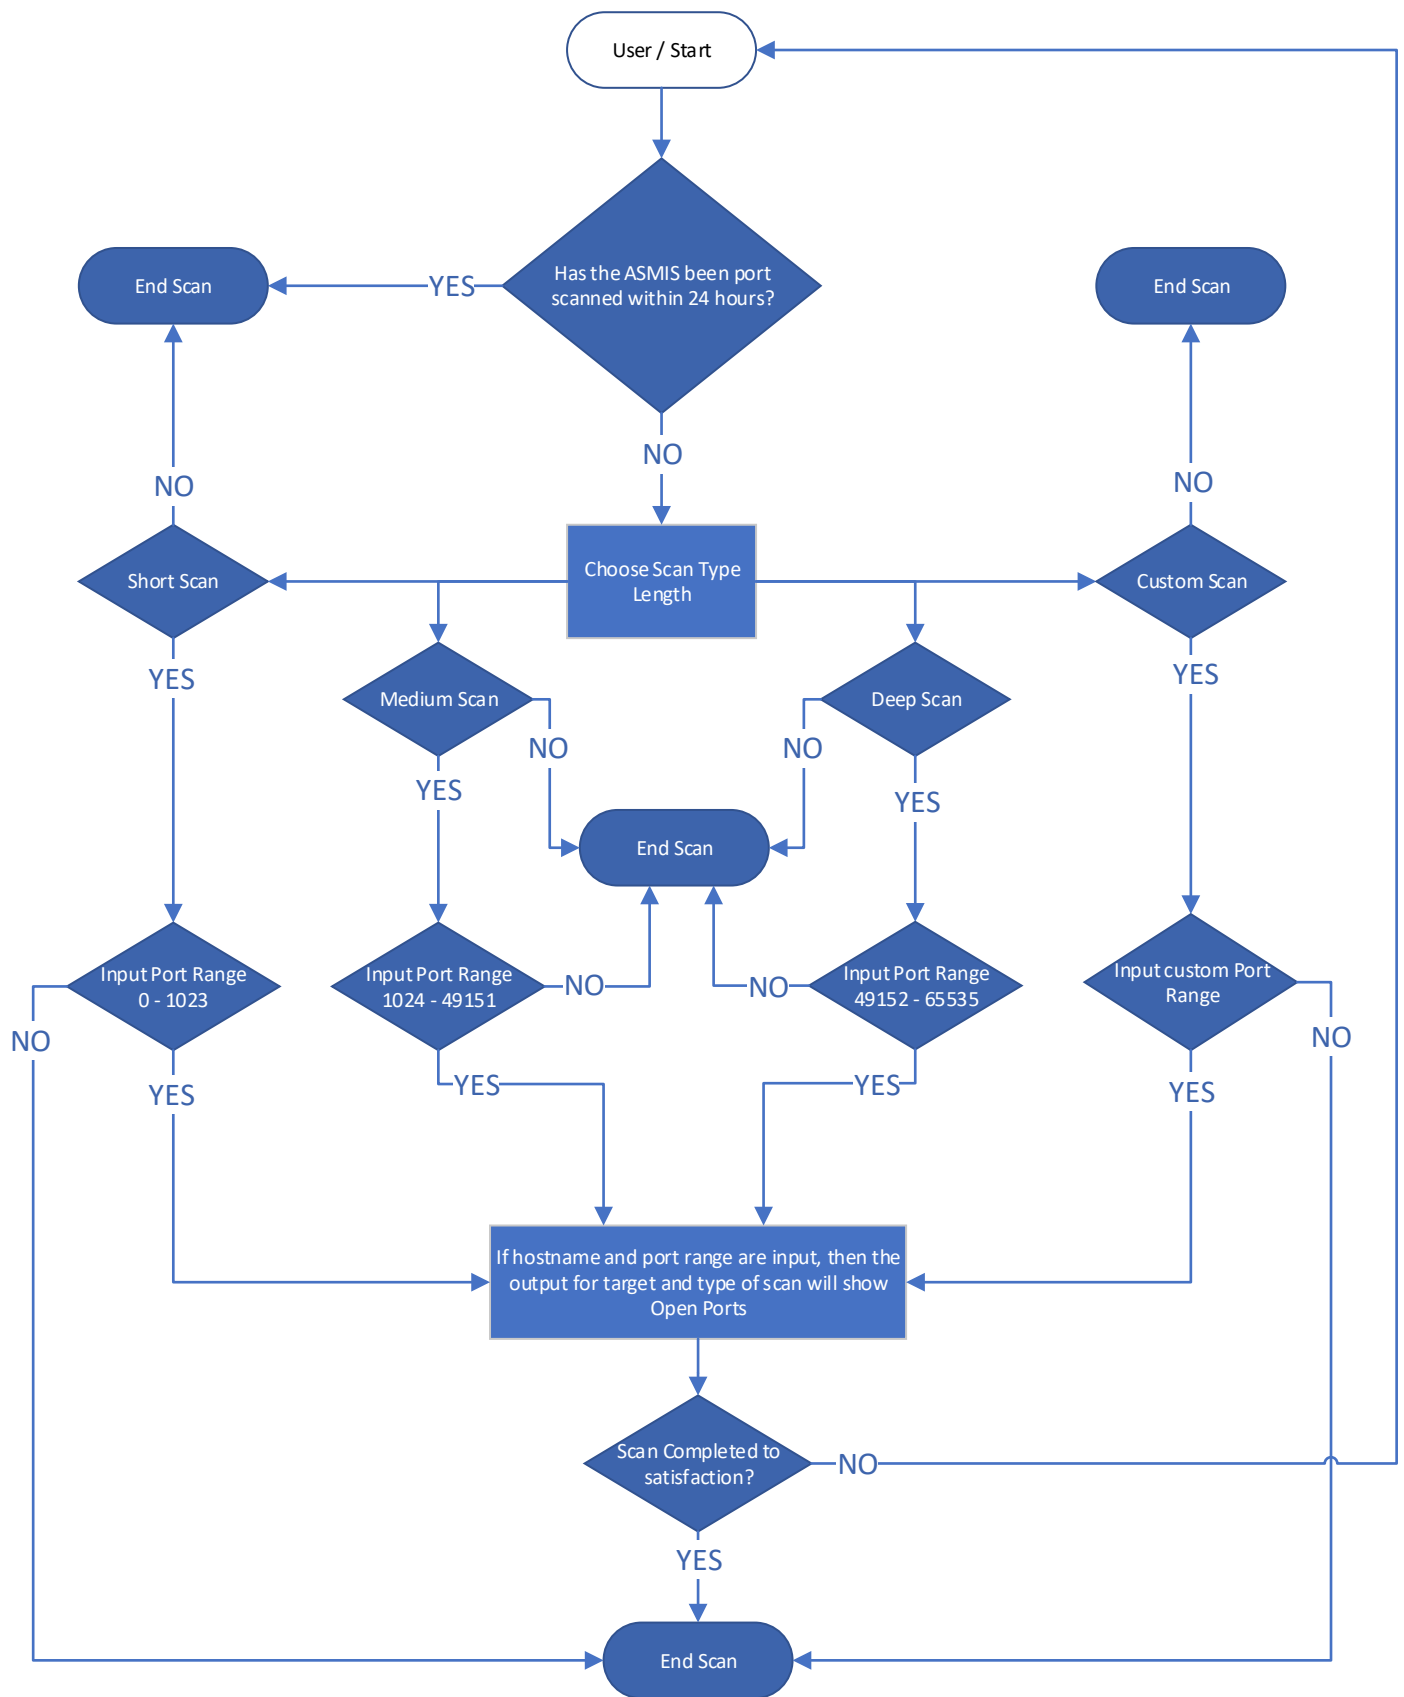 User / Start
Has the ASMIS been port
scanned within 24 hours?
YES
End Scan
End Scan
NO
NO
NO
Choose Scan Type
Length
Short Scan
Custom Scan
YES
YES
Medium Scan
Deep Scan
NO
NO
YES
YES
End Scan
Input Port Range
0 - 1023
Input Port Range
1024 - 49151
Input Port Range
49152 - 65535
Input custom Port
Range
NO
NO
NO
NO
YES
YES
YES
YES
If hostname and port range are input, then the
output for target and type of scan will show
Open Ports
Scan Completed to
satisfaction?
NO
YES
End Scan